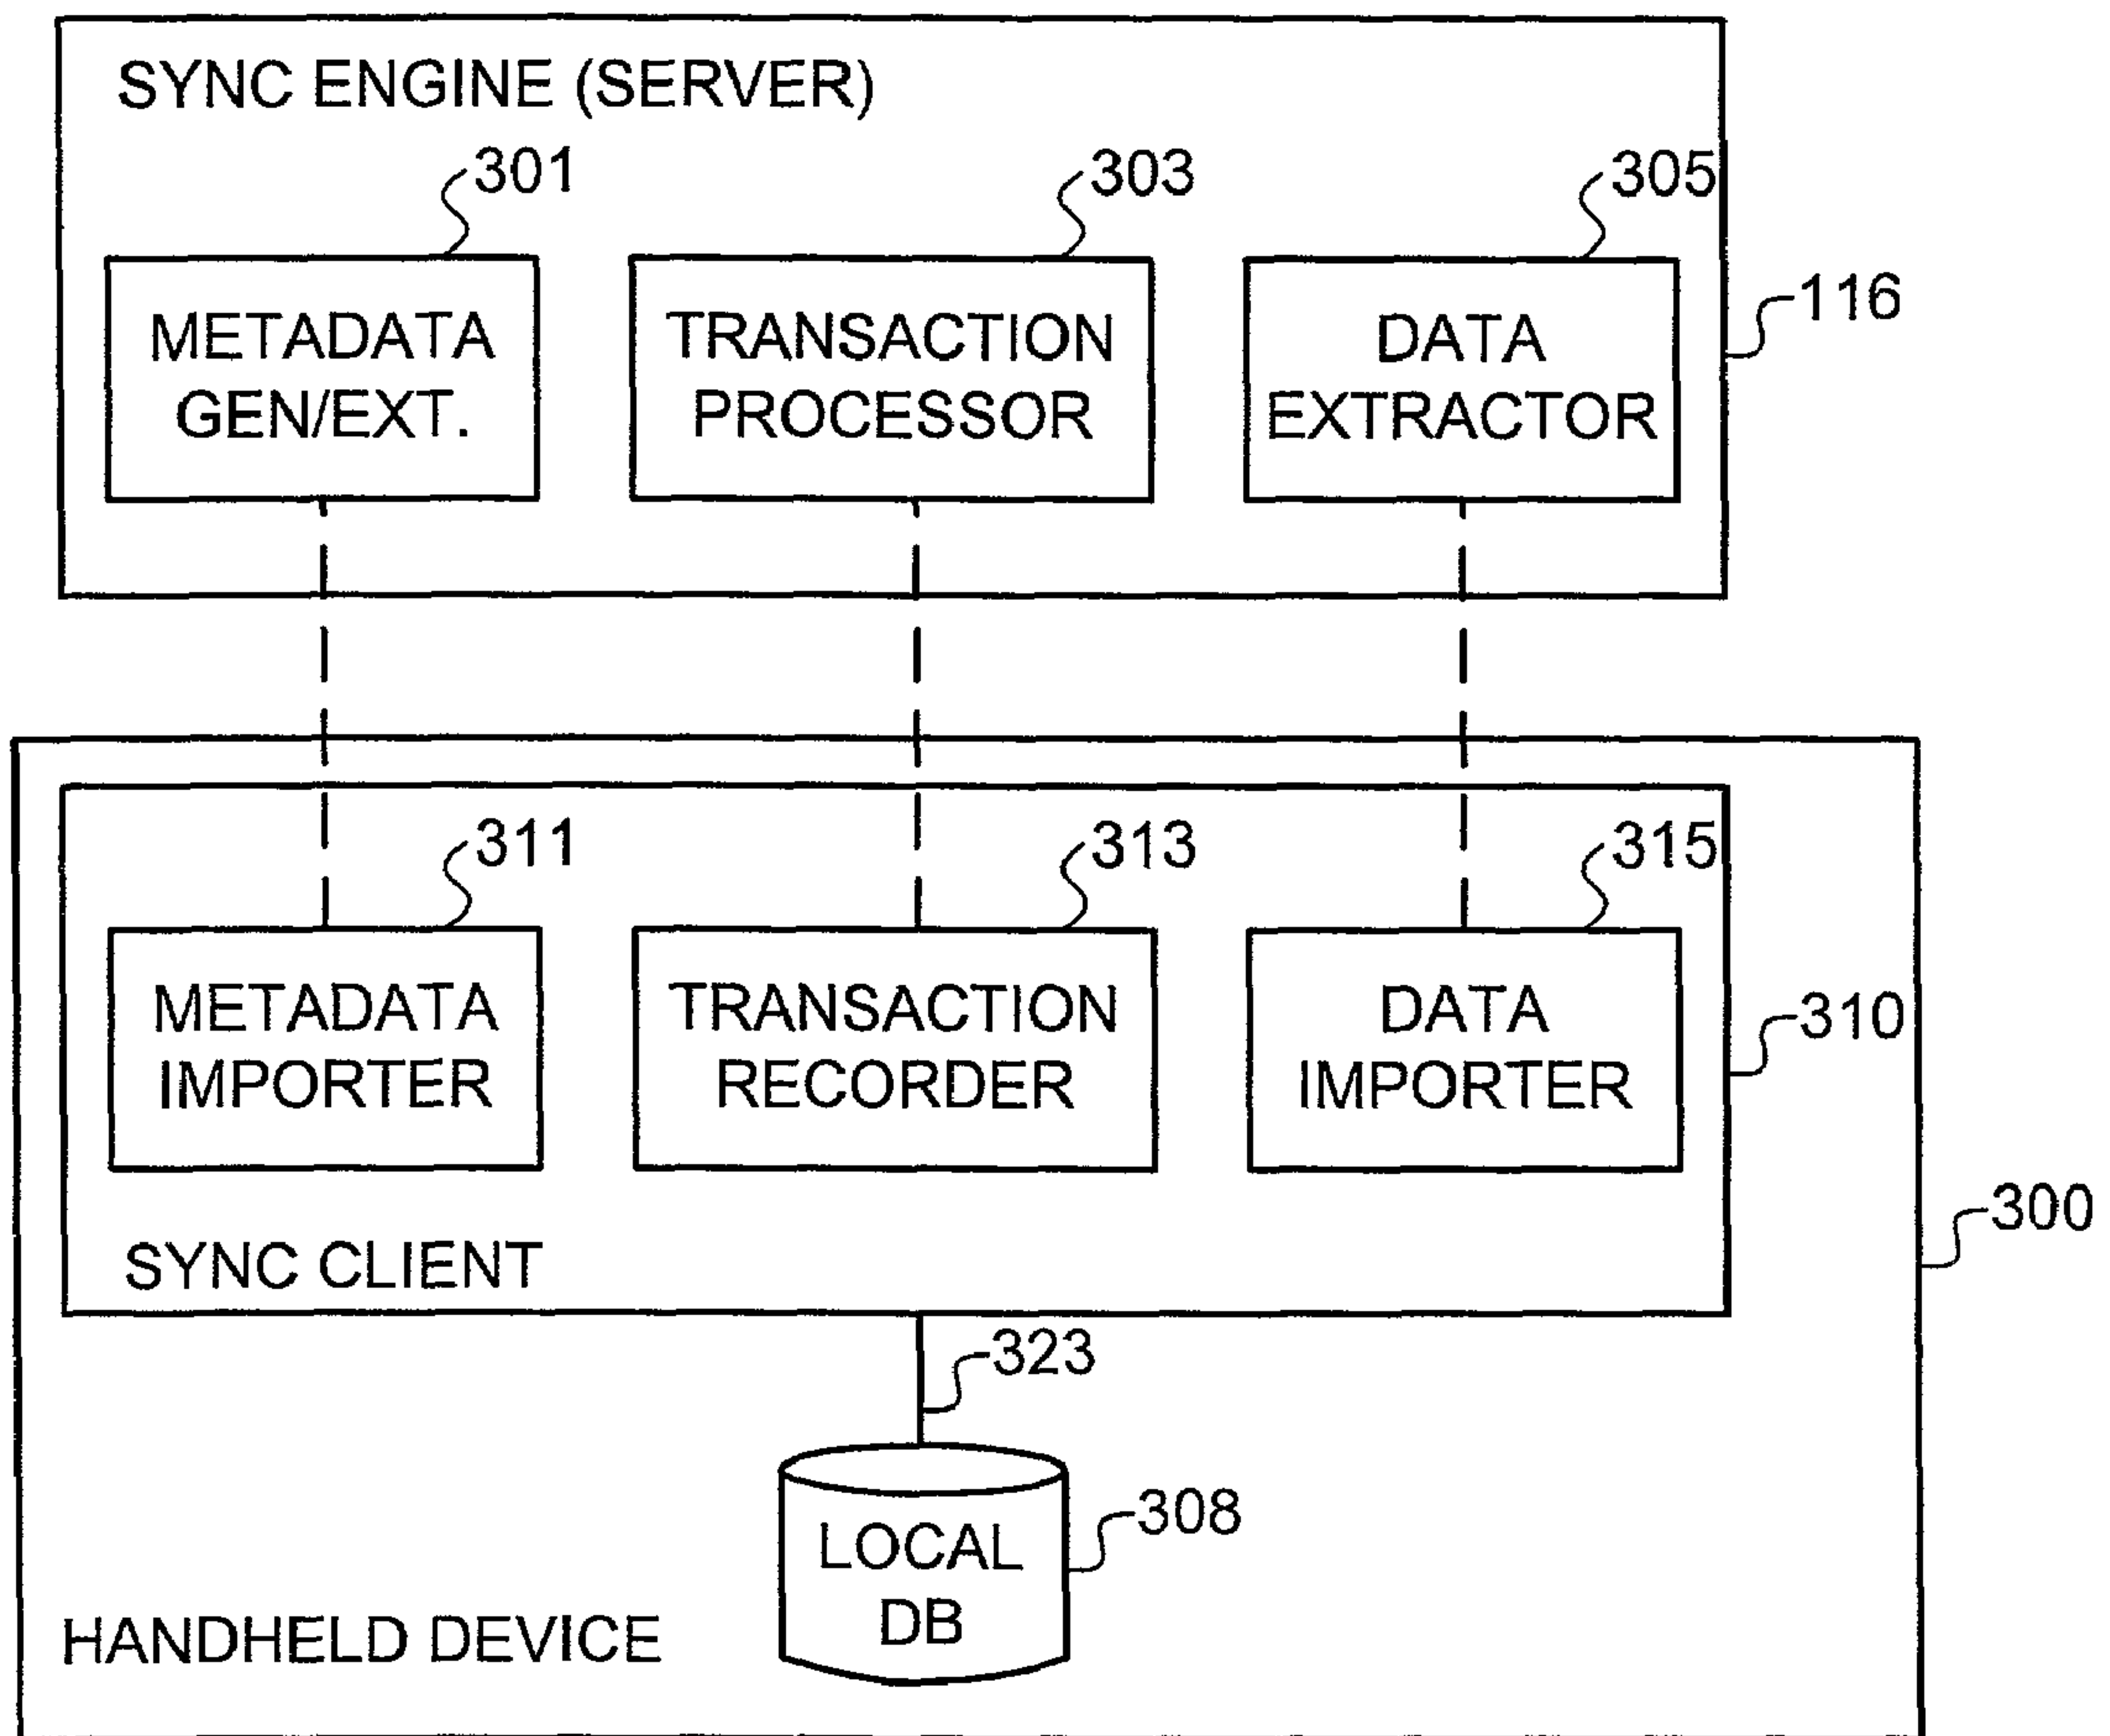 SYNC ENGINE (SERVER)
301
303
305
METADATA
GEN/EXT.
TRANSACTION
PROCESSOR
DATA
EXTRACTOR
116
311
313
315
METADATA
IMPORTER
TRANSACTION
RECORDER
DATA
IMPORTER
310
300
SYNC CLIENT
323
LOCAL
DB
308
HANDHELD DEVICE